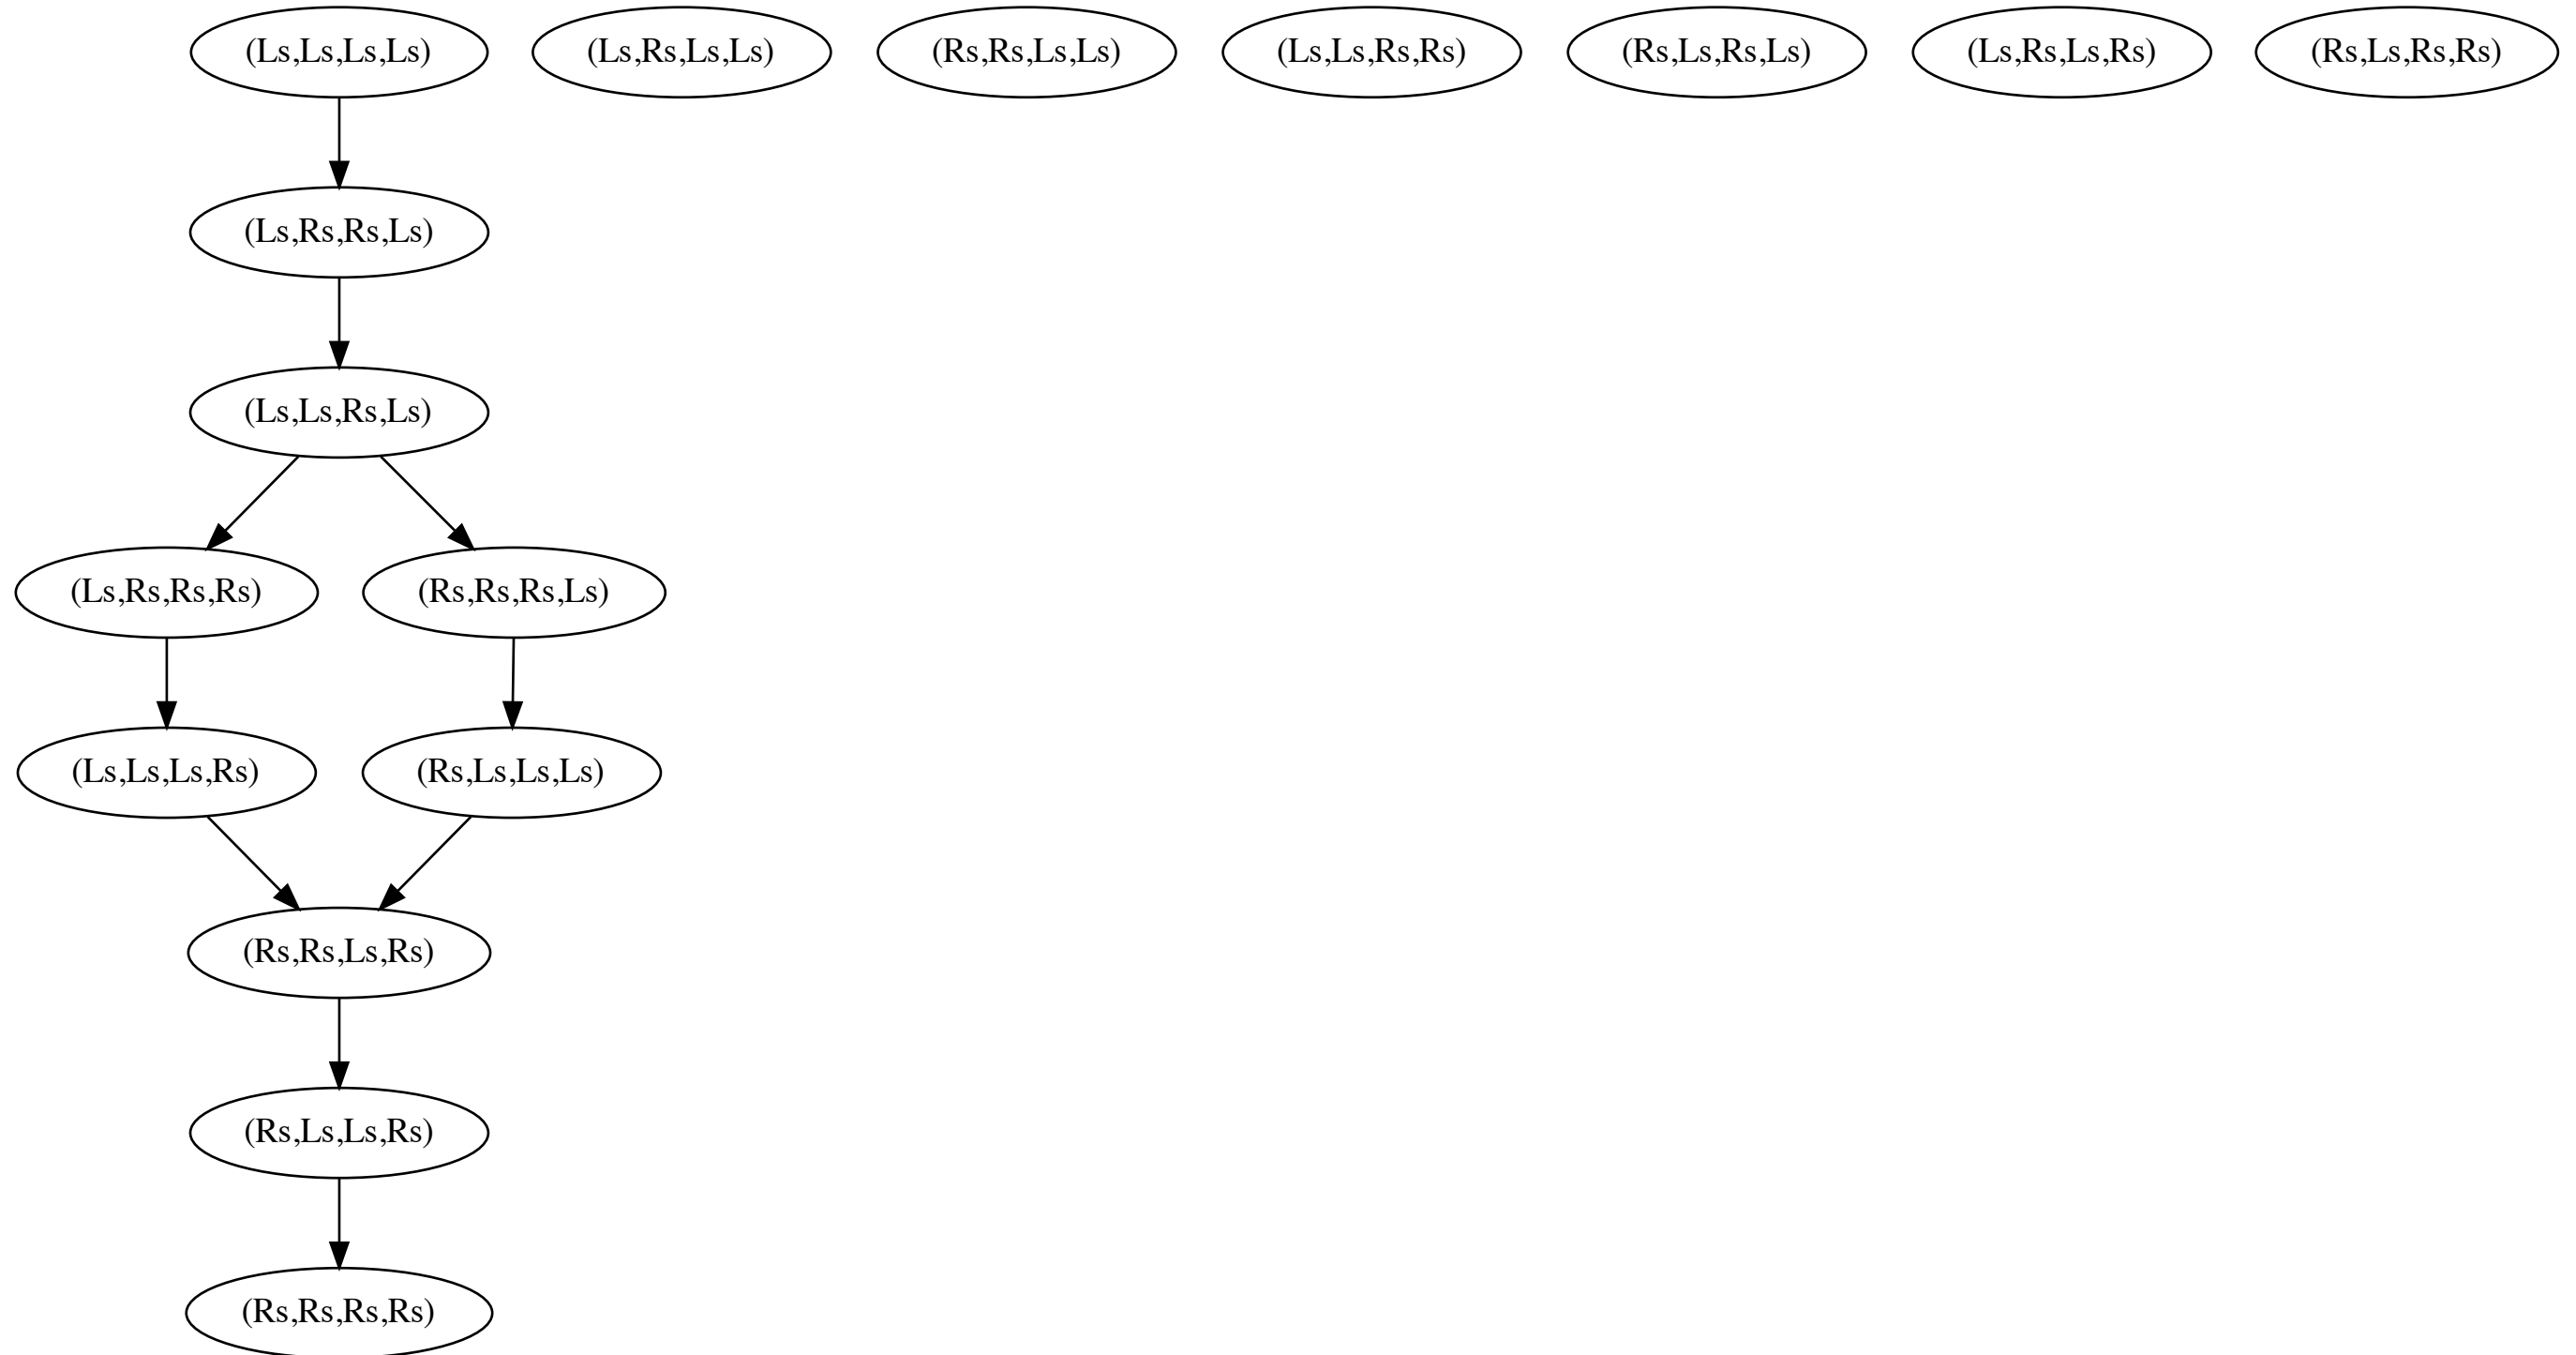 (Ls,Ls,Ls,Ls) (Ls,Rs,Ls,Ls) (Rs,Rs,Ls,Ls) (Ls,Ls,Rs,Rs) (Rs,Ls,Rs,Ls) (Ls,Rs,Ls,Rs) (Rs,Ls,Rs,Rs)
(Ls,Rs,Rs,Ls)
(Ls,Ls,Rs,Ls)
(Ls,Rs,Rs,Rs) (Rs,Rs,Rs,Ls)
(Ls,Ls,Ls,Rs) (Rs,Ls,Ls,Ls)
(Rs,Rs,Ls,Rs)
(Rs,Ls,Ls,Rs)
(Rs,Rs,Rs,Rs)